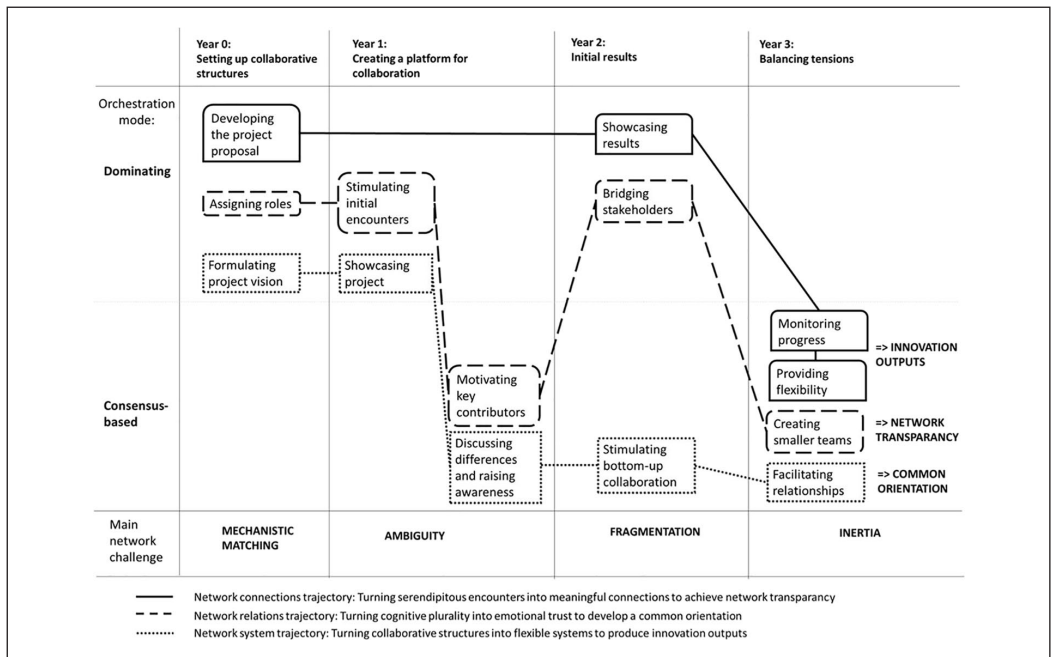 Year 0:
Setting up collaborative
structures
Year 1:
Creating a platform for
collaboration
Year 2:
Initial results
Year 3:
Balancing tensions
Orchestration
mode:
Dominating
Developing
the project
proposal
Showcasing
results
Assigning roles
Stimulating
initial
encounters
Bridging
stakeholders
Formulating
project vision
Showcasing
project
Consensus-
based
Monitoring
progress
Providing
flexibility
=> INNOVATION
OUTPUTS
Motivating
key
contributors
Creating
smaller teams
=> NETWORK
TRANSPARANCY
Discussing
differences
and raising
awareness
Stimulating
bottom-up
collaboration
Facilitating
relationships
=> COMMON
ORIENTATION
Main
network
challenge
MECHANISTIC
MATCHING
AMBIGUITY
FRAGMENTATION
INERTIA
Network connections trajectory: Turning serendipitous encounters into meaningful connections to achieve network transparency
Network relations trajectory: Turning cognitive plurality into emotional trust to develop a common orientation
Network system trajectory: Turning collaborative structures into flexible systems to produce innovation outputs